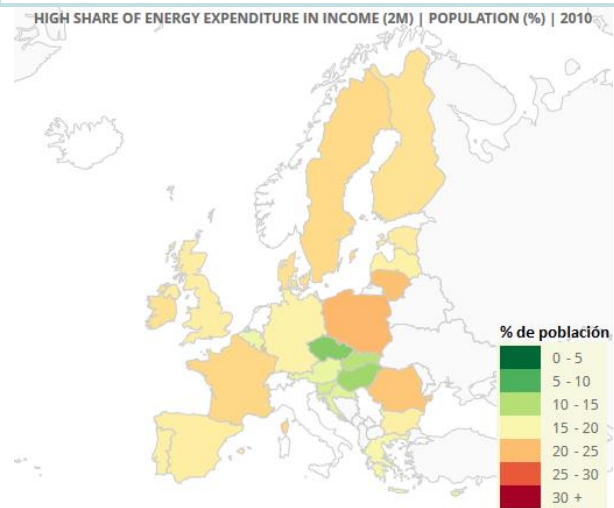 HIGH SHARE OF ENERGY EXPENDITURE IN INCOME (2M) | POPULATION (%) | 2010
% de población
0 - 5
5 - 10
10 - 15
15 - 20
20 - 25
25 - 30
30 +